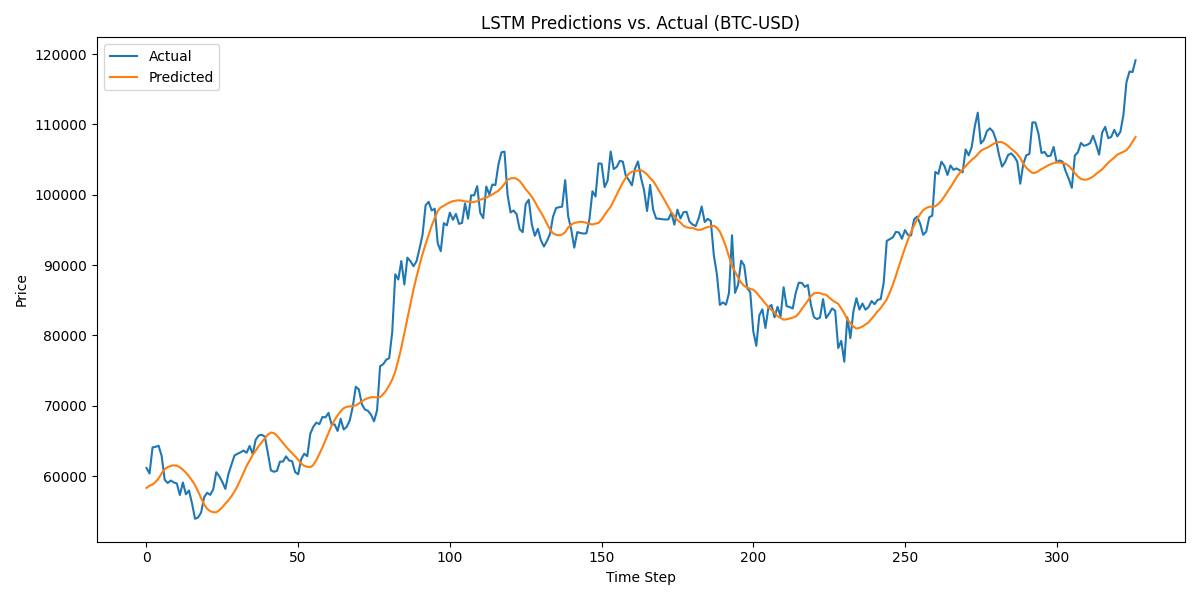 LSTM Predictions vs. Actual (BTC-USD)
Actual
Predicted
120000
110000
100000
90000
80000
70000
60000
Price
0 50 100 150 200 250 300
Time Step